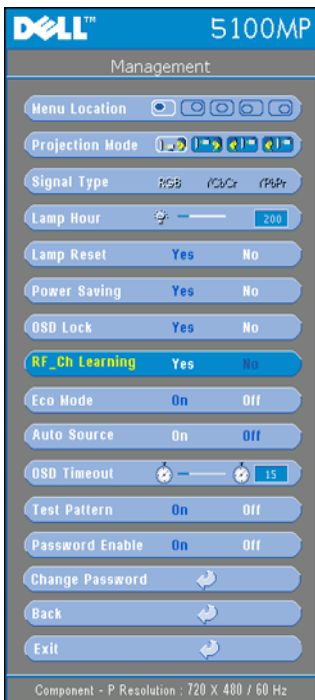 DELL™ 5100MP
Management
Menu Location
Projection Mode
Signal Type RGB YCbCr YPbPr
Lamp Hour 200
Lamp Reset Yes No
Power Saving Yes No
OSD Lock Yes No
RF_Ch Learning Yes No
Eco Mode On Off
Auto Source On Off
OSD Timeout 15
Test Pattern On Off
Password Enable On Off
Change Password
Back
Exit
Component - P Resolution : 720 X 480 / 60 Hz